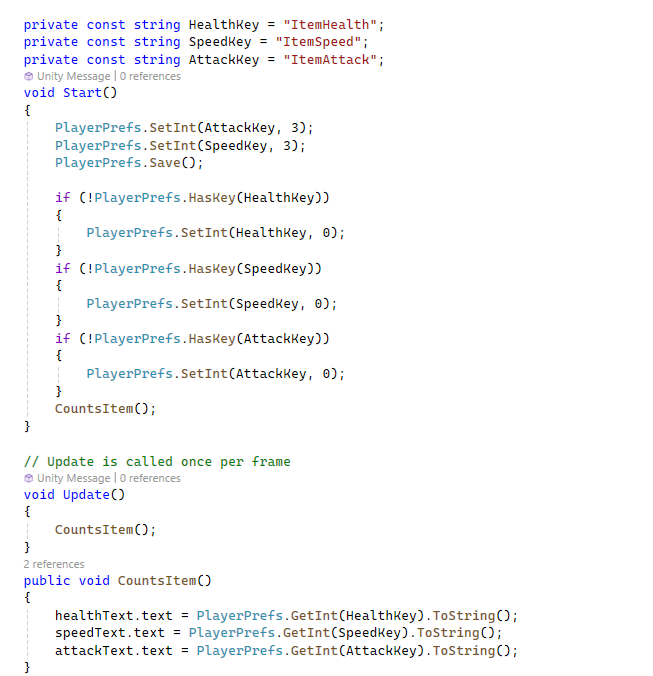 private const string HealthKey = "ItemHealth";
private const string SpeedKey = "ItemSpeed";
private const string AttackKey = "ItemAttack";
Unity Message | 0 references
void Start()
{
    PlayerPrefs.SetInt(AttackKey, 3);
    PlayerPrefs.SetInt(SpeedKey, 3);
    PlayerPrefs.Save();

    if (!PlayerPrefs.HasKey(HealthKey))
    {
        PlayerPrefs.SetInt(HealthKey, 0);
    }
    if (!PlayerPrefs.HasKey(SpeedKey))
    {
        PlayerPrefs.SetInt(SpeedKey, 0);
    }
    if (!PlayerPrefs.HasKey(AttackKey))
    {
        PlayerPrefs.SetInt(AttackKey, 0);
    }
    CountsItem();
}

// Update is called once per frame
Unity Message | 0 references
void Update()
{
    CountsItem();
}
2 references
public void CountsItem()
{
    healthText.text = PlayerPrefs.GetInt(HealthKey).ToString();
    speedText.text = PlayerPrefs.GetInt(SpeedKey).ToString();
    attackText.text = PlayerPrefs.GetInt(AttackKey).ToString();
}